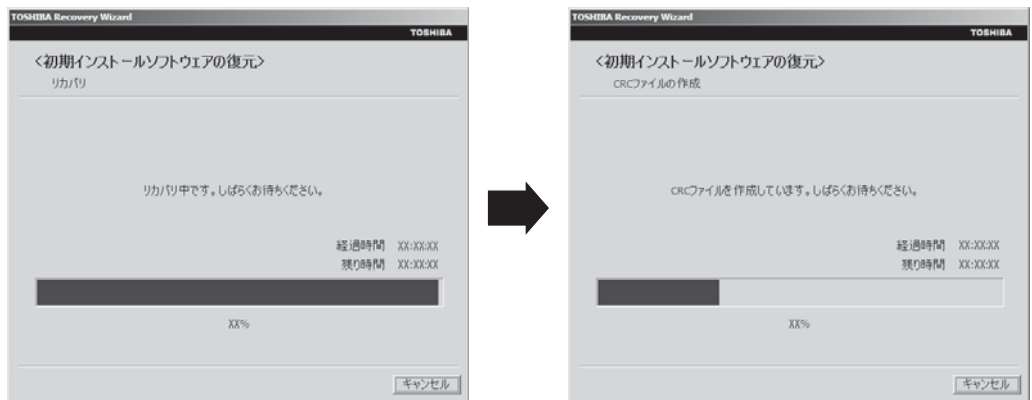 TOSHIBA Recovery Wizard
TOSHIBA
<初期インストールソフトウェアの復元>
リカバリ
リカバリ中です。しばらくお待ちください。
経過時間 XX:XX:XX
残り時間 XX:XX:XX
XX%
キャンセル
TOSHIBA Recovery Wizard
TOSHIBA
<初期インストールソフトウェアの復元>
CRCファイルの作成
CRCファイルを作成しています。しばらくお待ちください。
経過時間 XX:XX:XX
残り時間 XX:XX:XX
XX%
キャンセル